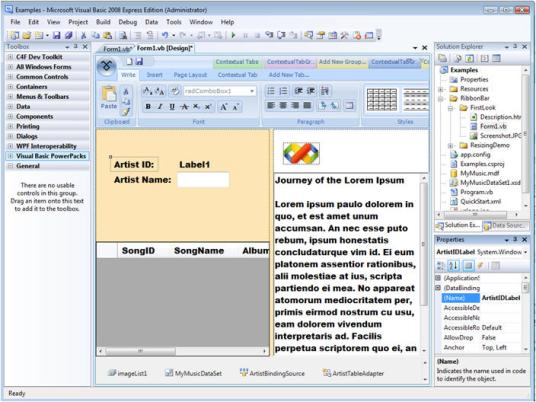 Examples - Microsoft Visual Basic 2008 Express Edition (Administrator)
File Edit View Project Build Debug Data Tools Window Help
Toolbox
C4F Dev Toolkit
All Windows Forms
Common Controls
Containers
Menus & Toolbars
Data
Components
Printing
Dialogs
WPF Interoperability
Visual Basic PowerPacks
General
There are no usable
controls in this group.
Drag an item onto this text
to add it to the toolbox.
Form1.vb* Form1.vb [Design]*
Contextual Tabs Add New Group...
Write Insert Page Layout Contextual Tab Add New Tab...
Paste
radComboBox1
B I U A A
Clipboard Font Paragraph Styles
Artist ID: Label1
Artist Name:
SongID SongName Album
Journey of the Lorem Ipsum
Lorem ipsum paulo dolorem in
quo, et est amet unum
accumsan. An nec esse puto
rebum, ipsum honestatis
concludaturque vim id. Ei eum
platonem assentior rationibus,
alii molestiae at ius, scripta
partiendo ei mea. No appareat
atomorum mediocritatem per,
primis eirmod nostrum cu usu,
eam dolorem vivendum
interpretaris ad. Facilis
perpetua scriptorem quo ei, an
imageList1 MyMusicDataSet ArtistBindingSource ArtistTableAdapter
Solution Explorer
Examples
Properties
Resources
RibbonBar
FirstLook
Description.htm
Form1.vb
Screenshot.JPG
app.config
Examples.csproj
MyMusic.mdf
MyMusicDataSet1.xsd
Program.vb
QuickStart.xml
Solution Ex... Data Sourc...
Properties
ArtistIDLabel System.Window
(Application
(DataBinding
(Name) ArtistIDLabel
AccessibleDe
AccessibleNa
AccessibleRo Default
AllowDrop False
Anchor Top, Left
(Name)
Indicates the name used in code
to identify the object.
Ready